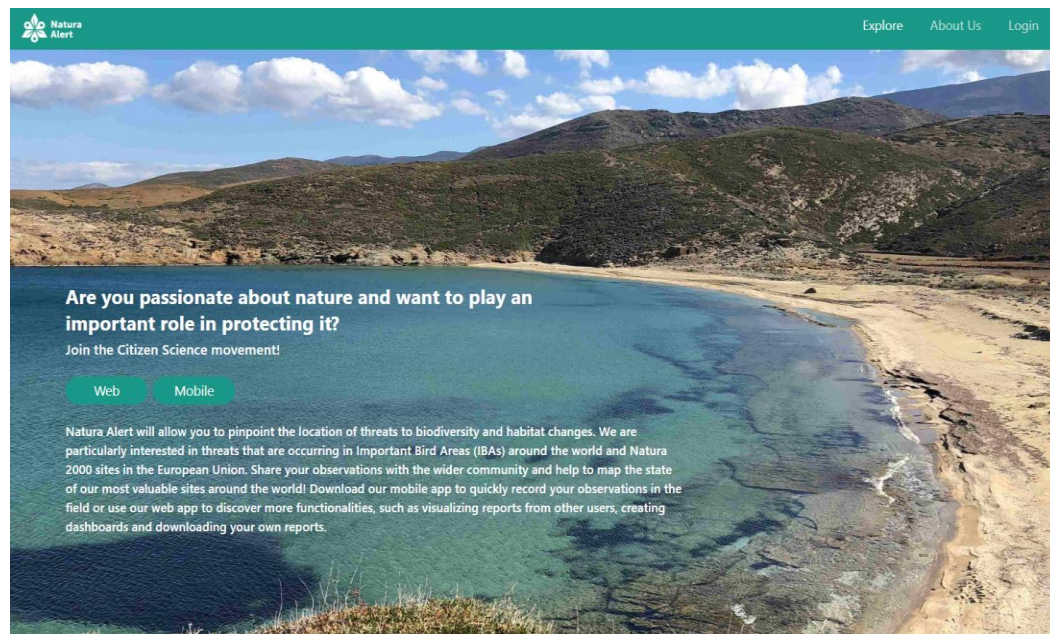 Natura
Alert
Explore
About Us
Login
Are you passionate about nature and want to play an
important role in protecting it?
Join the Citizen Science movement!
Web
Mobile
Natura Alert will allow you to pinpoint the location of threats to biodiversity and habitat changes. We are
particularly interested in threats that are occurring in Important Bird Areas (IBAs) around the world and Natura
2000 sites in the European Union. Share your observations with the wider community and help to map the state
of our most valuable sites around the world! Download our mobile app to quickly record your observations in the
field or use our web app to discover more functionalities, such as visualizing reports from other users, creating
dashboards and downloading your own reports.